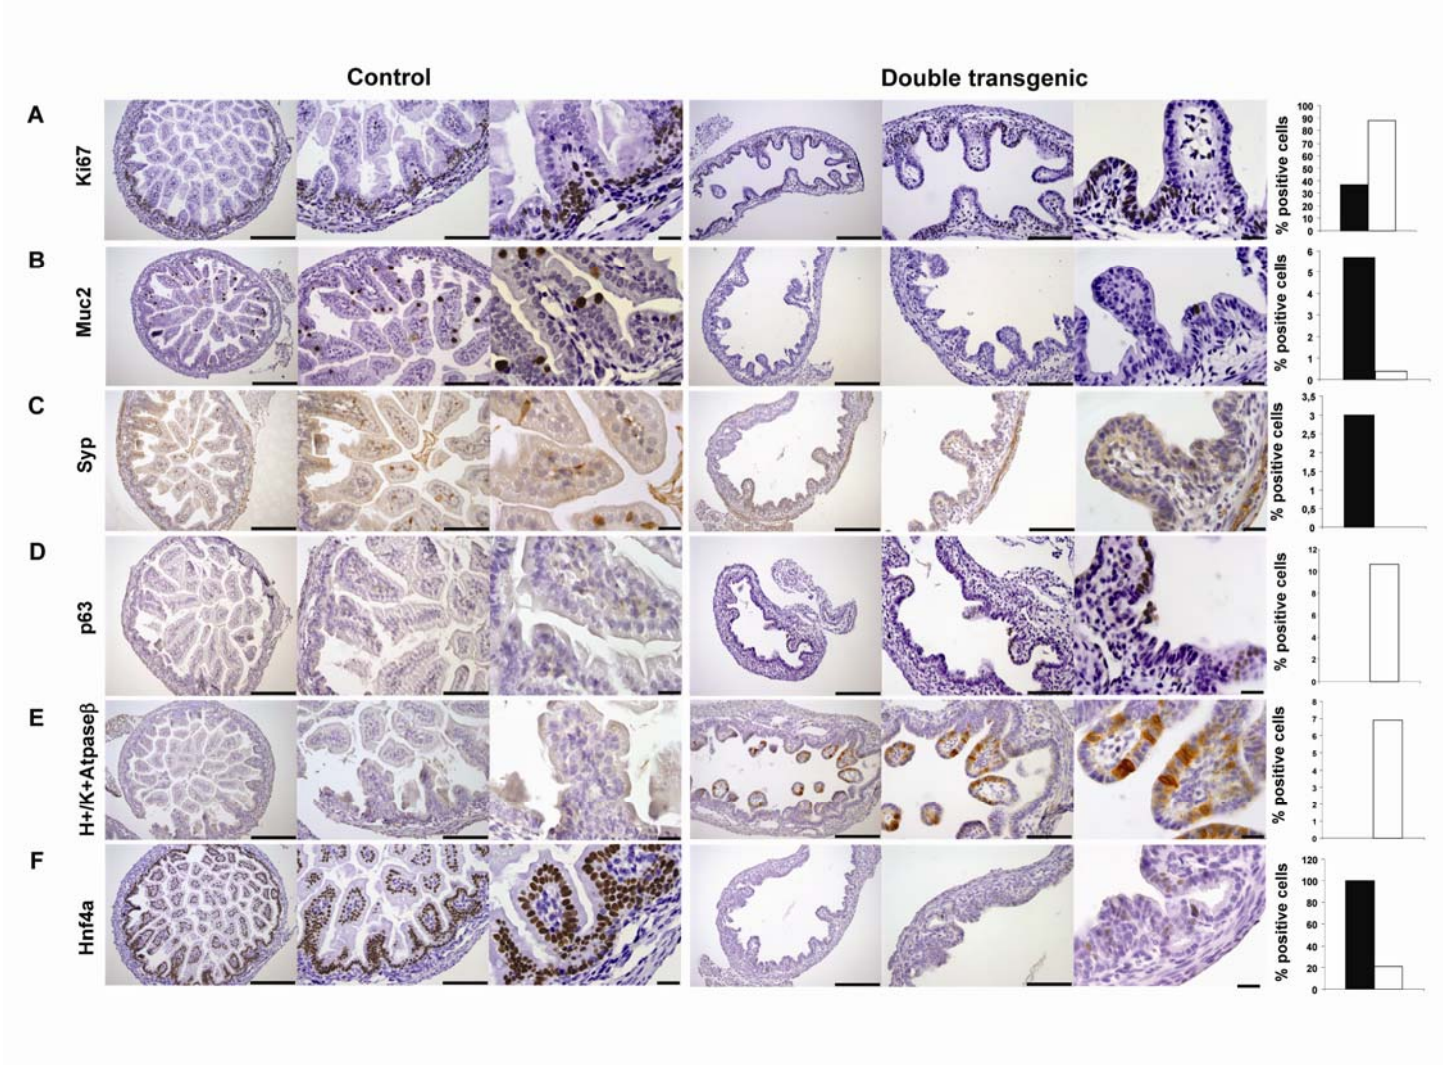 Control
Double transgenic
A
Ki67
% positive cells
100
90
80
70
60
50
40
30
20
10
0
B
Muc2
% positive cells
6
5
4
3
2
1
0
C
Syp
% positive cells
3,5
3
2,5
2
1,5
1
0,5
0
D
p63
% positive cells
12
10
8
6
4
2
0
E
H+/K+Atpaseβ
% positive cells
8
7
6
5
4
3
2
1
0
F
Hnf4a
% positive cells
120
100
80
60
40
20
0